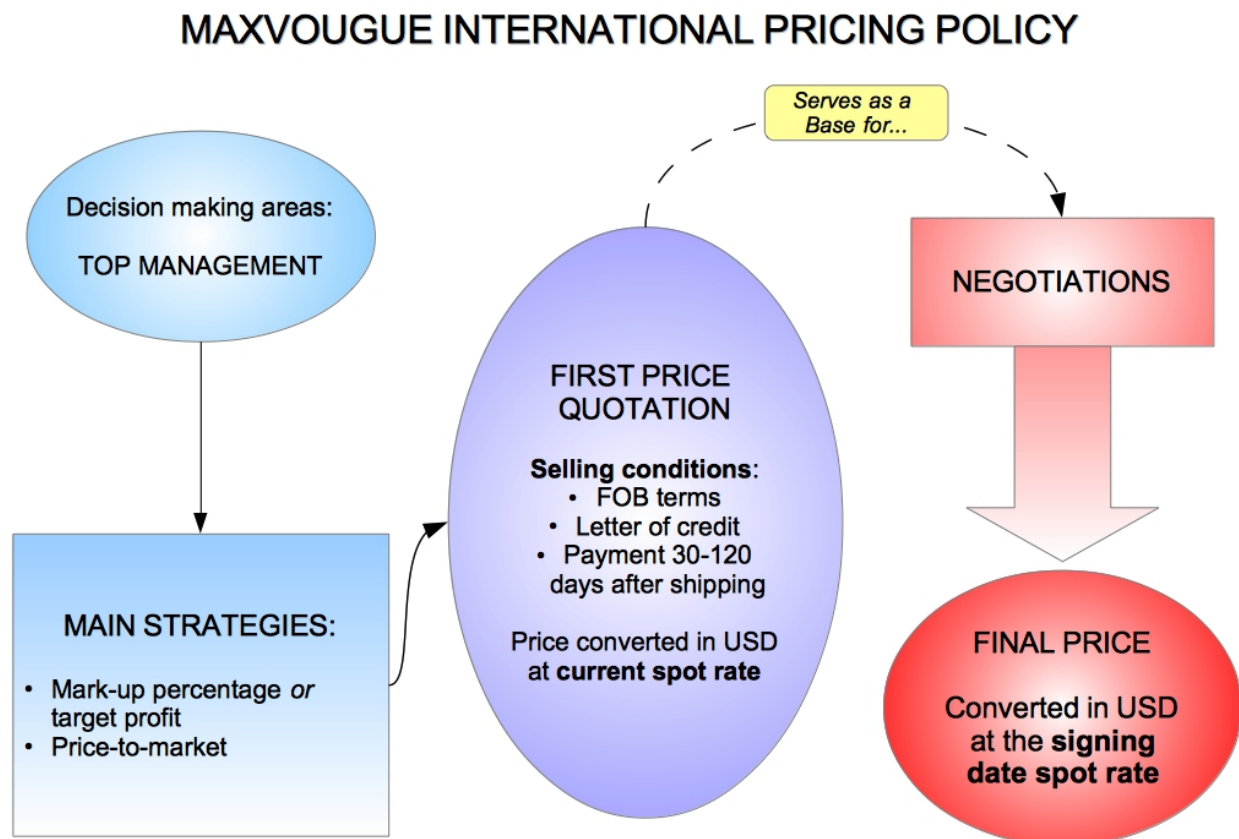 MAXVOUGUE INTERNATIONAL PRICING POLICY
Serves as a
Base for...
Decision making areas:
TOP MANAGEMENT
MAIN STRATEGIES:
• Mark-up percentage or
target profit
• Price-to-market
FIRST PRICE
QUOTATION
Selling conditions:
• FOB terms
• Letter of credit
• Payment 30-120
days after shipping
Price converted in USD
at current spot rate
NEGOTIATIONS
FINAL PRICE
Converted in USD
at the signing
date spot rate